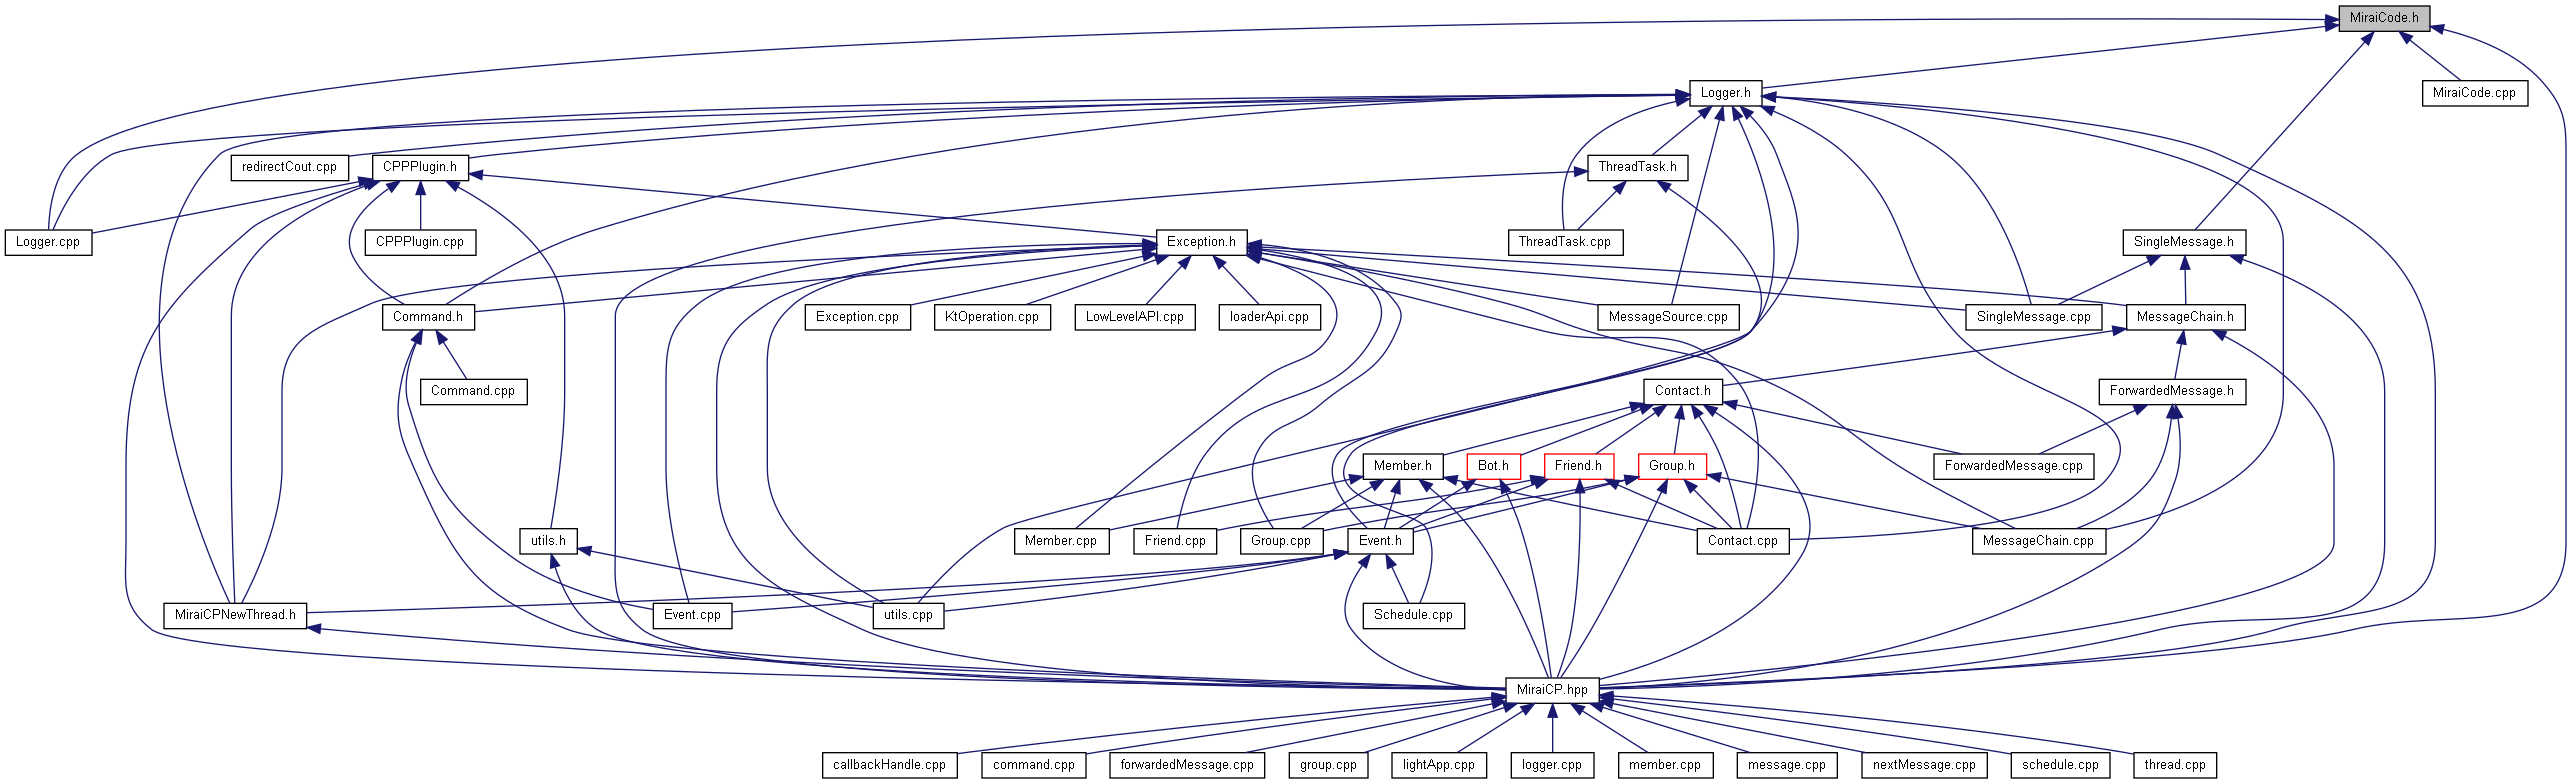 MiraiCode.h
Logger.h
MiraiCode.cpp
redirectCout.cpp
CPPPlugin.h
ThreadTask.h
Logger.cpp
CPPPlugin.cpp
Exception.h
ThreadTask.cpp
SingleMessage.h
Command.h
Exception.cpp
KtOperation.cpp
LowLevelAPI.cpp
loaderApi.cpp
MessageSource.cpp
SingleMessage.cpp
MessageChain.h
Command.cpp
Contact.h
ForwardedMessage.h
Member.h
Bot.h
Friend.h
Group.h
ForwardedMessage.cpp
utils.h
Member.cpp
Friend.cpp
Group.cpp
Event.h
Contact.cpp
MessageChain.cpp
MiraiCPNewThread.h
Event.cpp
utils.cpp
Schedule.cpp
MiraiCP.hpp
callbackHandle.cpp
command.cpp
forwardedMessage.cpp
group.cpp
lightApp.cpp
logger.cpp
member.cpp
message.cpp
nextMessage.cpp
schedule.cpp
thread.cpp